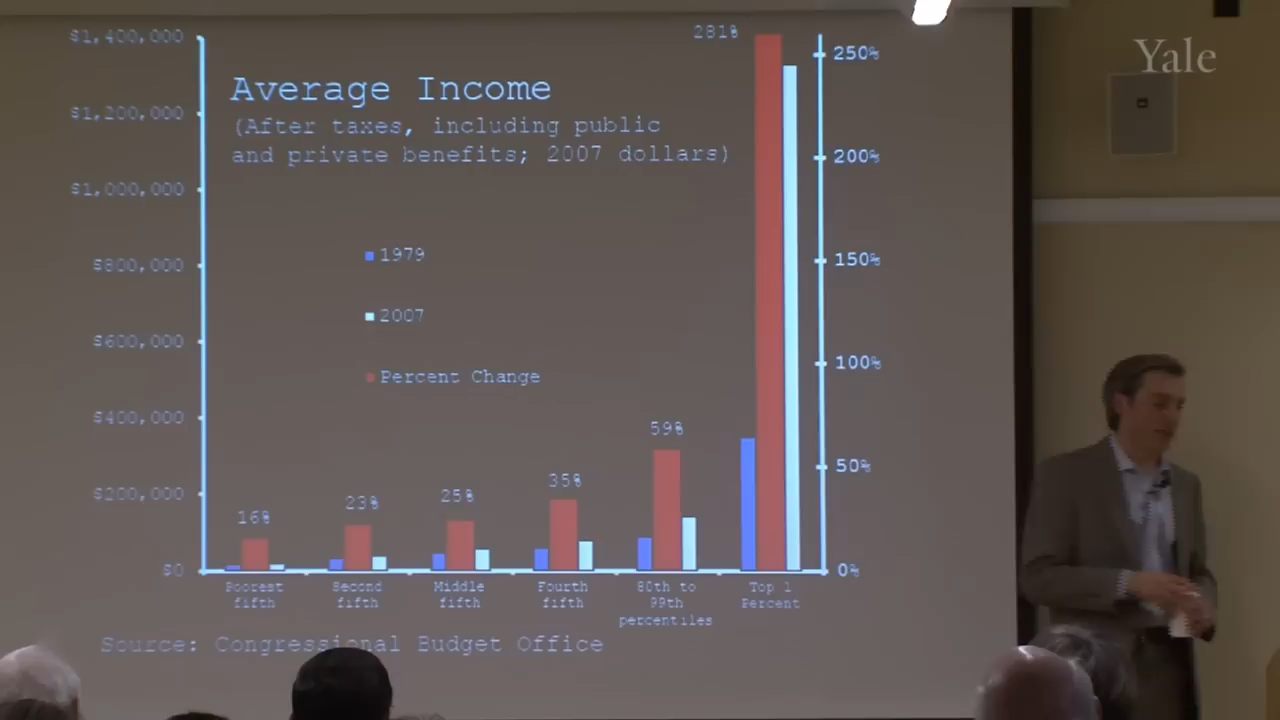 Yale
281%
$1,400,000
$1,200,000
$1,000,000
$800,000
$600,000
$400,000
$200,000
$0
Average Income
(After taxes, including public
and private benefits; 2007 dollars)
1979
2007
Percent Change
250%
200%
150%
100%
50%
0%
16%
23%
25%
35%
59%
Poorest
fifth
Second
fifth
Middle
fifth
Fourth
fifth
80th to
99th
percentiles
Top 1
Percent
Source: Congressional Budget Office